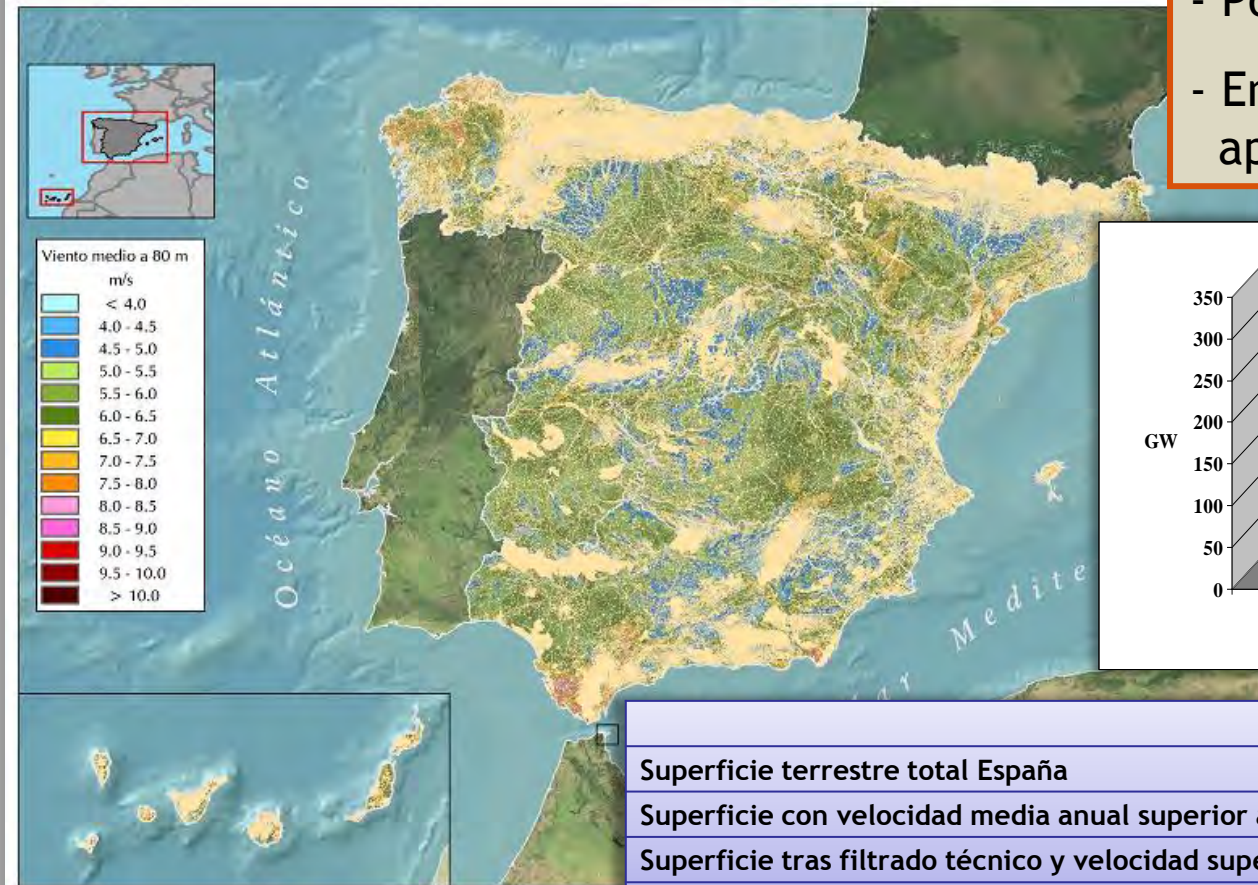 - Po
- En
ap
Viento medio a 80 m
m/s
< 4.0
4.0 - 4.5
4.5 - 5.0
5.0 - 5.5
5.5 - 6.0
6.0 - 6.5
6.5 - 7.0
7.0 - 7.5
7.5 - 8.0
8.0 - 8.5
8.5 - 9.0
9.0 - 9.5
9.5 - 10.0
> 10.0
Océano Atlántico
Medite
350
300
250
200
GW
150
100
50
0
Superficie terrestre total España
Superficie con velocidad media anual superior a
Superficie tras filtrado técnico y velocidad supe